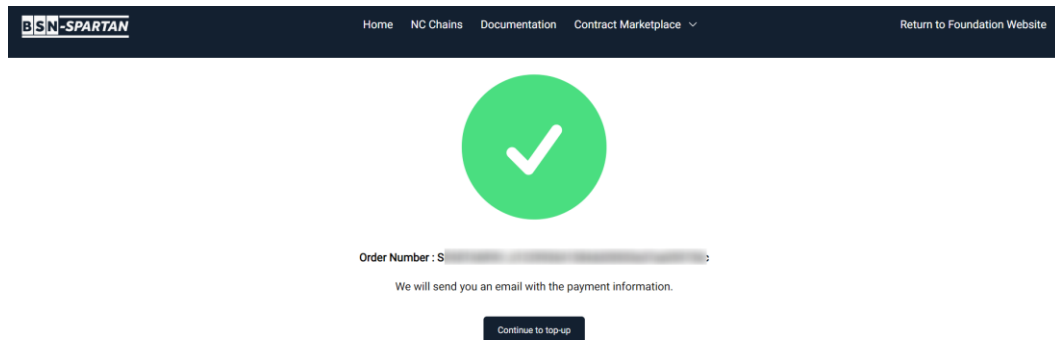 BSN-SPARTAN Home NC Chains Documentation Contract Marketplace Return to Foundation Website
Order Number : S
We will send you an email with the payment information.
Continue to top-up